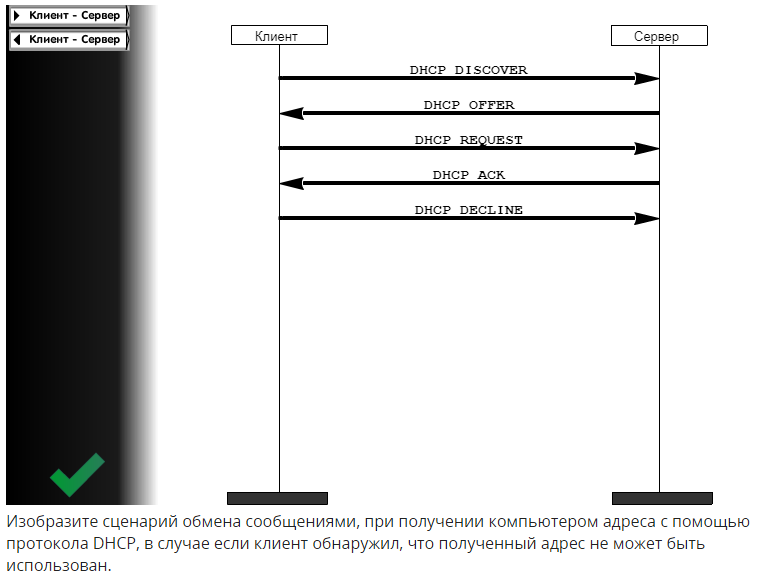 Клиент - Сервер
Клиент - Сервер
Клиент
Сервер
DHCP DISCOVER
DHCP OFFER
DHCP REQUEST
DHCP ACK
DHCP DECLINE
Изобразите сценарий обмена сообщениями, при получении компьютером адреса с помощью
протокола DHCP, в случае если клиент обнаружил, что полученный адрес не может быть
использован.